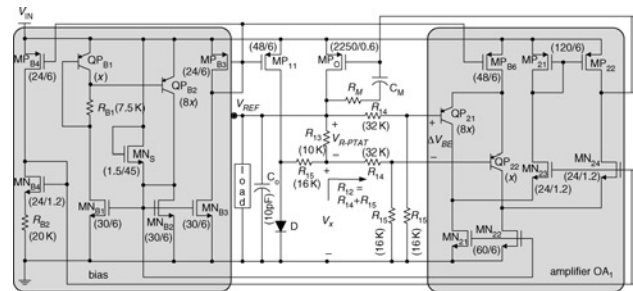 V_IN
MP_B4
(24/6)
QP_B1
(x)
R_B1 (7.5 K)
QP_B2
(8x)
MP_B3
(24/6)
MN_S
(1.5/45)
MN_B4
(24/1.2)
R_B2
(20 K)
MN_B1
(30/6)
MN_B2
(30/6)
MN_B3
(30/6)
bias
(48/6)
MP_11
(2250/0.6)
MP_O
C_M
R_M
R_14
(32 K)
V_REF
load
C_o
(10pF)
R_13
(10 K)
V_R-PTAT
R_15
(16 K)
(32 K)
R_14
R_12 =
R_14+R_15
V_x
D
R_15
(16 K)
R_15
(16 K)
MP_B6
(48/6)
MP_21
(120/6)
MP_22
QP_21
(8x)
ΔV_BE
QP_22
(x)
MN_23
(24/1.2)
MN_24
(24/1.2)
MN_21
MN_22
(60/6)
amplifier OA_1